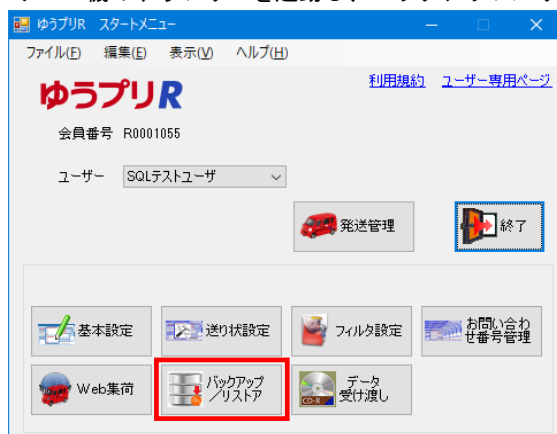 ゆうプリR スタートメニュー
ファイル(F) 編集(E) 表示(V) ヘルプ(H)
利用規約 ユーザー専用ページ
ゆうプリR
会員番号 R0001055
ユーザー SQLテストユーザ
発送管理
終了
基本設定
送り状設定
フィルタ設定
お問い合わ
せ番号管理
Web集荷
バックアップ
／リストア
CD-R
データ
受け渡し